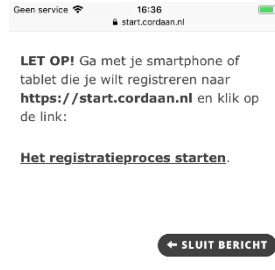 Geen service 16:36
start.cordaan.nl
LET OP! Ga met je smartphone of
tablet die je wilt registreren naar
https://start.cordaan.nl en klik op
de link:
Het registratieproces starten.
← SLUIT BERICHT